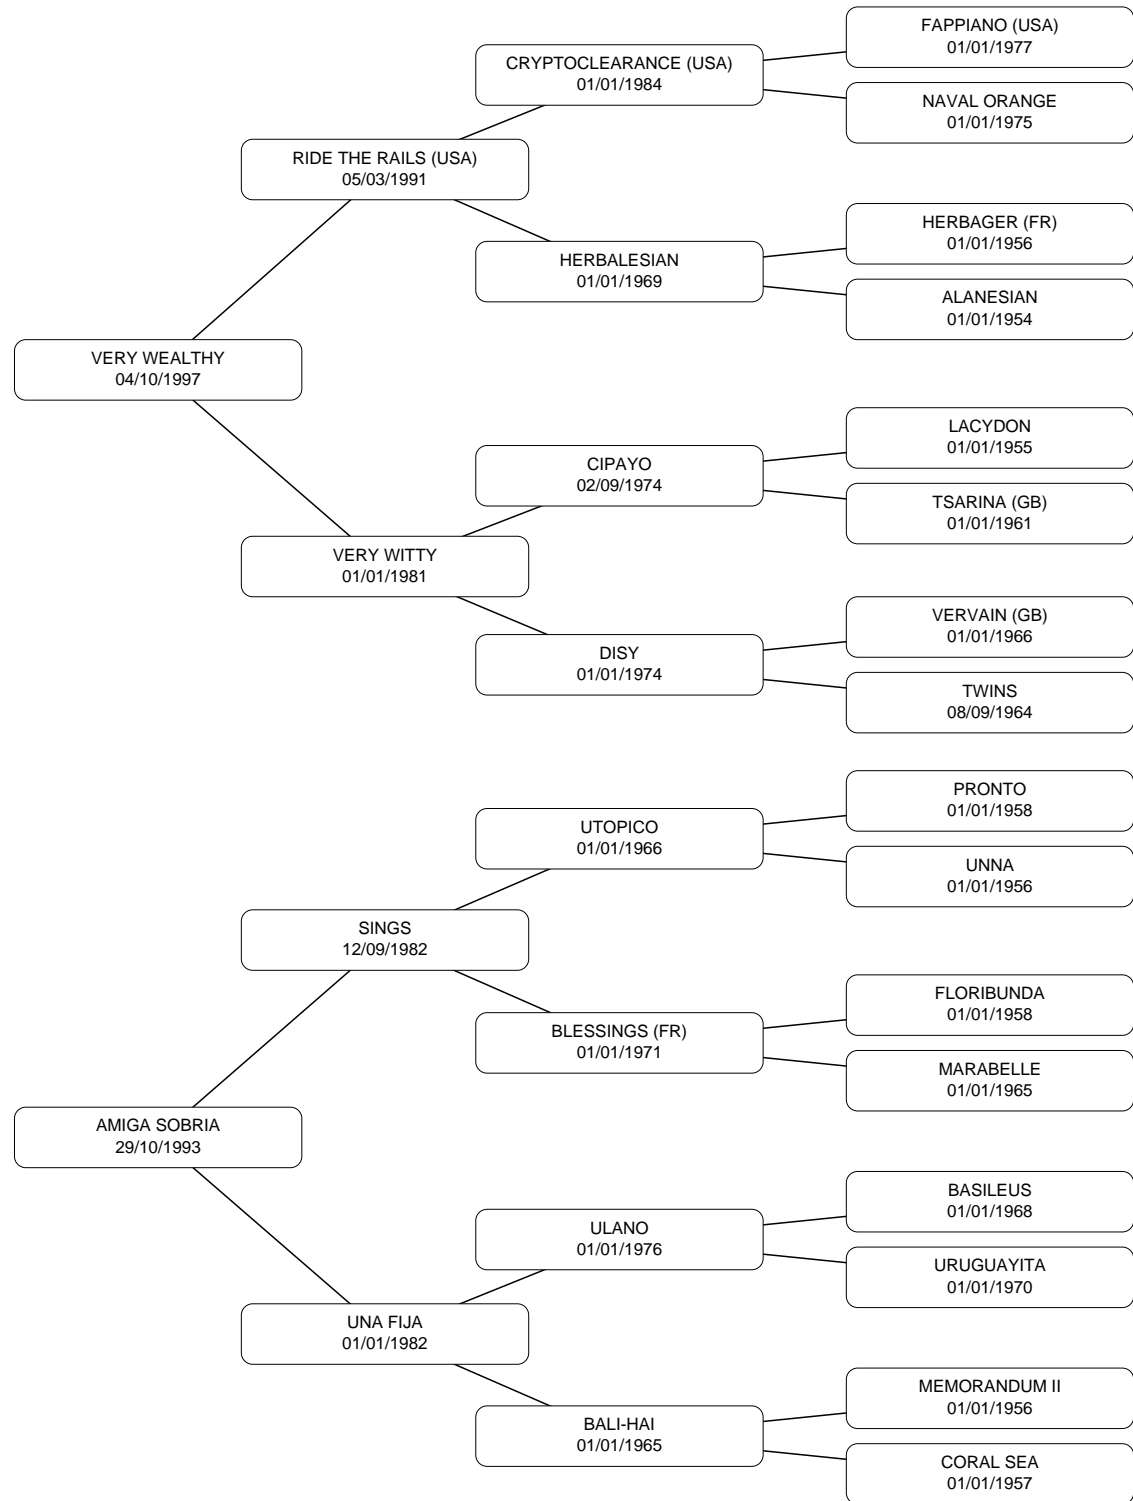 FAPPIANO (USA)
01/01/1977
CRYPTOCLEARANCE (USA)
01/01/1984
NAVAL ORANGE
01/01/1975
RIDE THE RAILS (USA)
05/03/1991
HERBAGER (FR)
01/01/1956
HERBALESIAN
01/01/1969
ALANESIAN
01/01/1954
VERY WEALTHY
04/10/1997
LACYDON
01/01/1955
CIPAYO
02/09/1974
TSARINA (GB)
01/01/1961
VERY WITTY
01/01/1981
VERVAIN (GB)
01/01/1966
DISY
01/01/1974
TWINS
08/09/1964
PRONTO
01/01/1958
UTOPICO
01/01/1966
UNNA
01/01/1956
SINGS
12/09/1982
FLORIBUNDA
01/01/1958
BLESSINGS (FR)
01/01/1971
MARABELLE
01/01/1965
AMIGA SOBRIA
29/10/1993
BASILEUS
01/01/1968
ULANO
01/01/1976
URUGUAYITA
01/01/1970
UNA FIJA
01/01/1982
MEMORANDUM II
01/01/1956
BALI-HAI
01/01/1965
CORAL SEA
01/01/1957